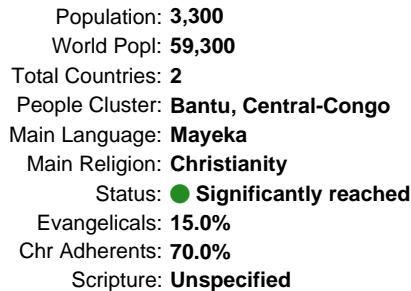 Population: 3,300
World Popl: 59,300
Total Countries: 2
People Cluster: Bantu, Central-Congo
Main Language: Mayeka
Main Religion: Christianity
Status: Significantly reached
Evangelicals: 15.0%
Chr Adherents: 70.0%
Scripture: Unspecified